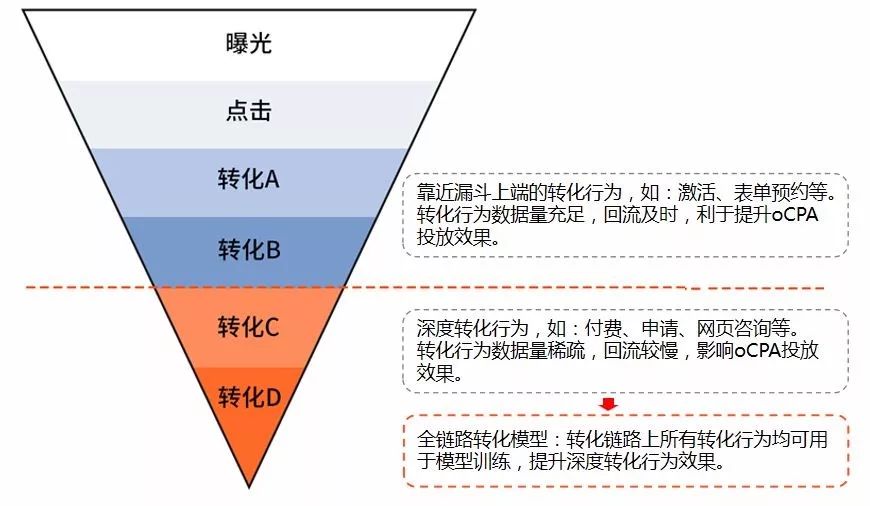 曝光
点击
转化A
转化B
转化C
转化D
靠近漏斗上端的转化行为，如：激活、表单预约等。
转化行为数据量充足，回流及时，利于提升oCPA
投放效果。
深度转化行为，如：付费、申请、网页咨询等。
转化行为数据量稀疏，回流较慢，影响oCPA投放
效果。
全链路转化模型：转化链路上所有转化行为均可用
于模型训练，提升深度转化行为效果。